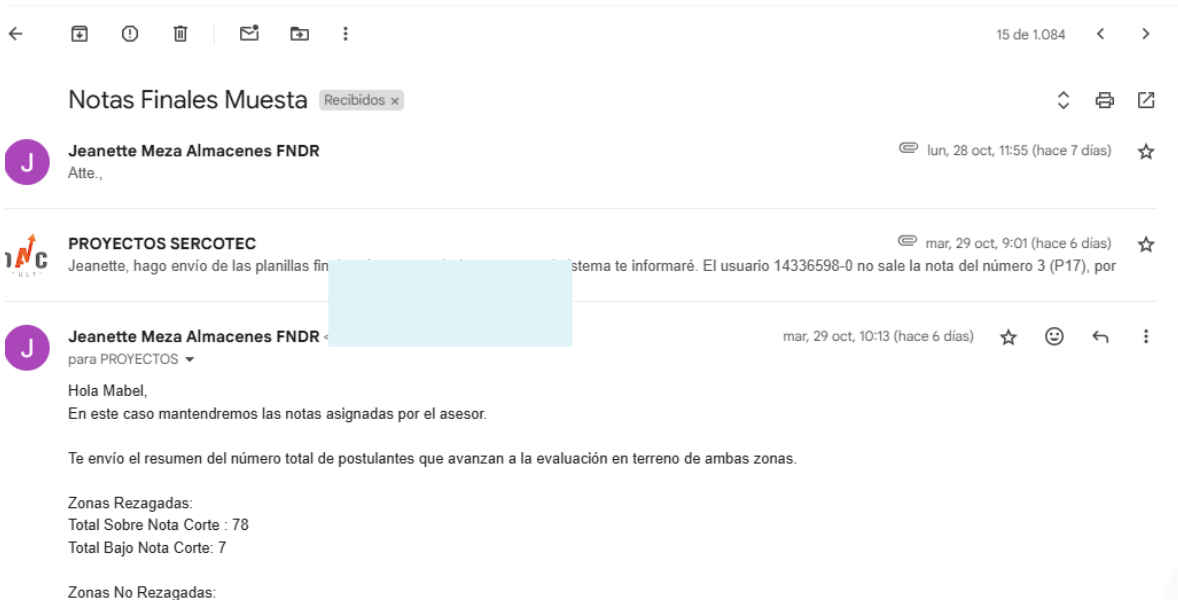 15 de 1.084
Notas Finales Muesta Recibidos ×
J
Jeanette Meza Almacenes FNDR
lun, 28 oct, 11:55 (hace 7 días)
Atte.,
PROYECTOS SERCOTEC
mar, 29 oct, 9:01 (hace 6 días)
Jeanette, hago envío de las planillas te informaré. El usuario 14336598-0 no sale la nota del número 3 (P17), por
J
Jeanette Meza Almacenes FNDR <
mar, 29 oct, 10:13 (hace 6 días)
para PROYECTOS
Hola Mabel,
En este caso mantendremos las notas asignadas por el asesor.
Te envío el resumen del número total de postulantes que avanzan a la evaluación en terreno de ambas zonas.
Zonas Rezagadas:
Total Sobre Nota Corte : 78
Total Bajo Nota Corte: 7
Zonas No Rezagadas: